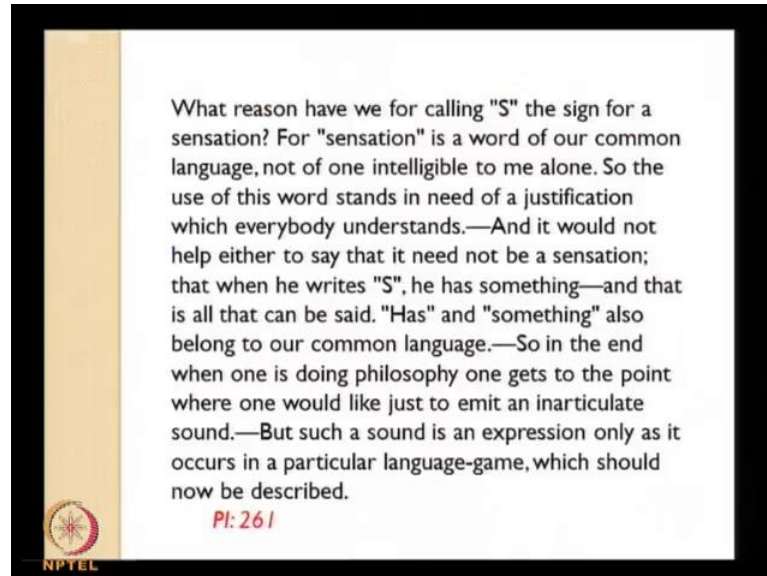 What reason have we for calling "S" the sign for a
sensation? For "sensation" is a word of our common
language, not of one intelligible to me alone. So the
use of this word stands in need of a justification
which everybody understands.—And it would not
help either to say that it need not be a sensation;
that when he writes "S", he has something—and that
is all that can be said. "Has" and "something" also
belong to our common language.—So in the end
when one is doing philosophy one gets to the point
where one would like just to emit an inarticulate
sound.—But such a sound is an expression only as it
occurs in a particular language-game, which should
now be described.
PI: 261
NPTEL